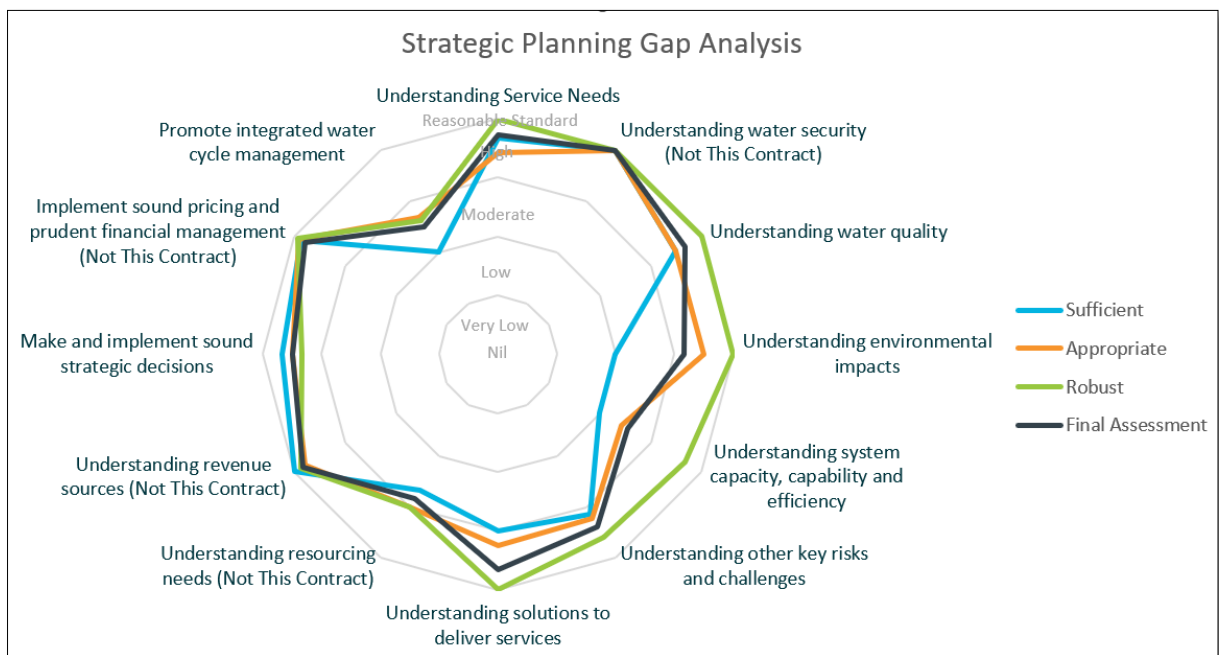 Strategic Planning Gap Analysis
Understanding Service Needs
Reasonable Standard
High
Moderate
Low
Very Low
Nil
Understanding water security
(Not This Contract)
Understanding water quality
Understanding environmental
impacts
Understanding system
capacity, capability and
efficiency
Understanding other key risks
and challenges
Understanding solutions to
deliver services
Understanding resourcing
needs (Not This Contract)
Understanding revenue
sources (Not This Contract)
Make and implement sound
strategic decisions
Implement sound pricing and
prudent financial management
(Not This Contract)
Promote integrated water
cycle management
Sufficient
Appropriate
Robust
Final Assessment